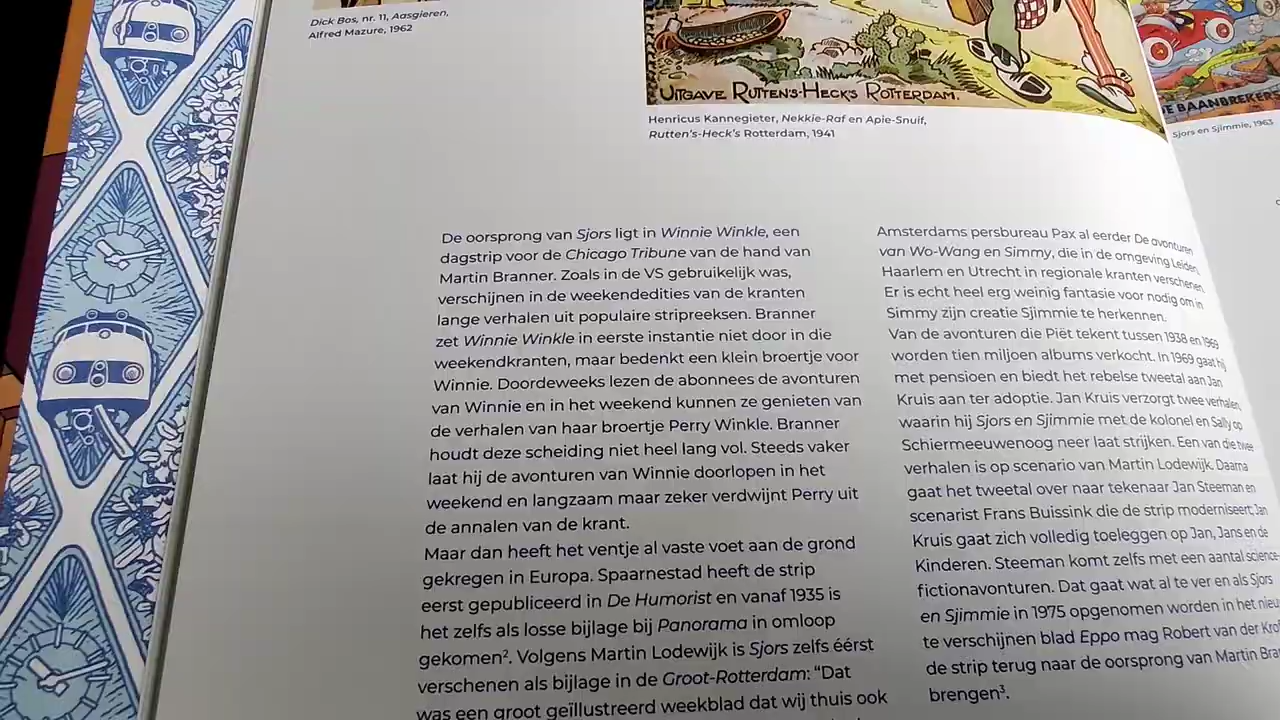 Dick Bos, nr. 11, Aasgieren,
Alfred Mazure, 1962
UITGAVE RUTTEN'S-HECK'S ROTTERDAM.
Henricus Kannegieter, Nekkie-Raf en Apie-Snuif,
Rutten's-Heck's Rotterdam, 1941
DE BAANBREKERS
Sjors en Sjimmie, 1963
De oorsprong van Sjors ligt in Winnie Winkle, een
dagstrip voor de Chicago Tribune van de hand van
Martin Branner. Zoals in de VS gebruikelijk was,
verschijnen in de weekendedities van de kranten
lange verhalen uit populaire stripreeksen. Branner
zet Winnie Winkle in eerste instantie niet door in die
weekendkranten, maar bedenkt een klein broertje voor
Winnie. Doordeweeks lezen de abonnees de avonturen
van Winnie en in het weekend kunnen ze genieten van
de verhalen van haar broertje Perry Winkle. Branner
houdt deze scheiding niet heel lang vol. Steeds vaker
laat hij de avonturen van Winnie doorlopen in het
weekend en langzaam maar zeker verdwijnt Perry uit
de annalen van de krant.
Maar dan heeft het ventje al vaste voet aan de grond
gekregen in Europa. Spaarnestad heeft de strip
eerst gepubliceerd in De Humorist en vanaf 1935 is
het zelfs als losse bijlage bij Panorama in omloop
gekomen². Volgens Martin Lodewijk is Sjors zelfs éérst
verschenen als bijlage in de Groot-Rotterdam: “Dat
was een groot geïllustreerd weekblad dat wij thuis ook
Amsterdams persbureau Pax al eerder De avonturen
van Wo-Wang en Simmy, die in de omgeving Leiden,
Haarlem en Utrecht in regionale kranten verschenen.
Er is echt heel erg weinig fantasie voor nodig om in
Simmy zijn creatie Sjimmie te herkennen.
Van de avonturen die Piët tekent tussen 1938 en 1969
worden tien miljoen albums verkocht. In 1969 gaat hij
met pensioen en biedt het rebelse tweetal aan Jan
Kruis aan ter adoptie. Jan Kruis verzorgt twee verhalen,
waarin hij Sjors en Sjimmie met de kolonel en Sally op
Schiermeeuwenoog neer laat strijken. Een van die twee
verhalen is op scenario van Martin Lodewijk. Daarna
gaat het tweetal over naar tekenaar Jan Steeman en
scenarist Frans Buissink die de strip moderniseert. Jan
Kruis gaat zich volledig toeleggen op Jan, Jans en de
Kinderen. Steeman komt zelfs met een aantal science-
fictionavonturen. Dat gaat wat al te ver en als Sjors
en Sjimmie in 1975 opgenomen worden in het
te verschijnen blad Eppo mag Robert van der
de strip terug naar de oorsprong van Martin
brengen³.